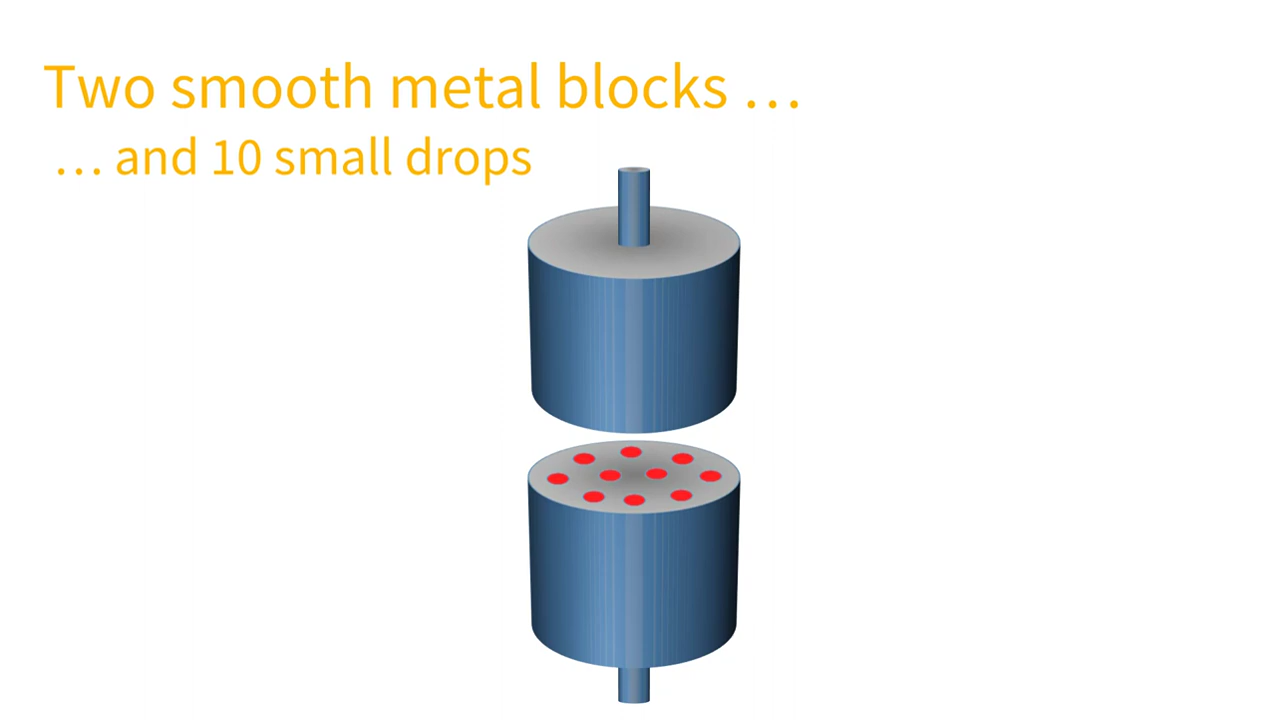 Two smooth metal blocks …
… and 10 small drops